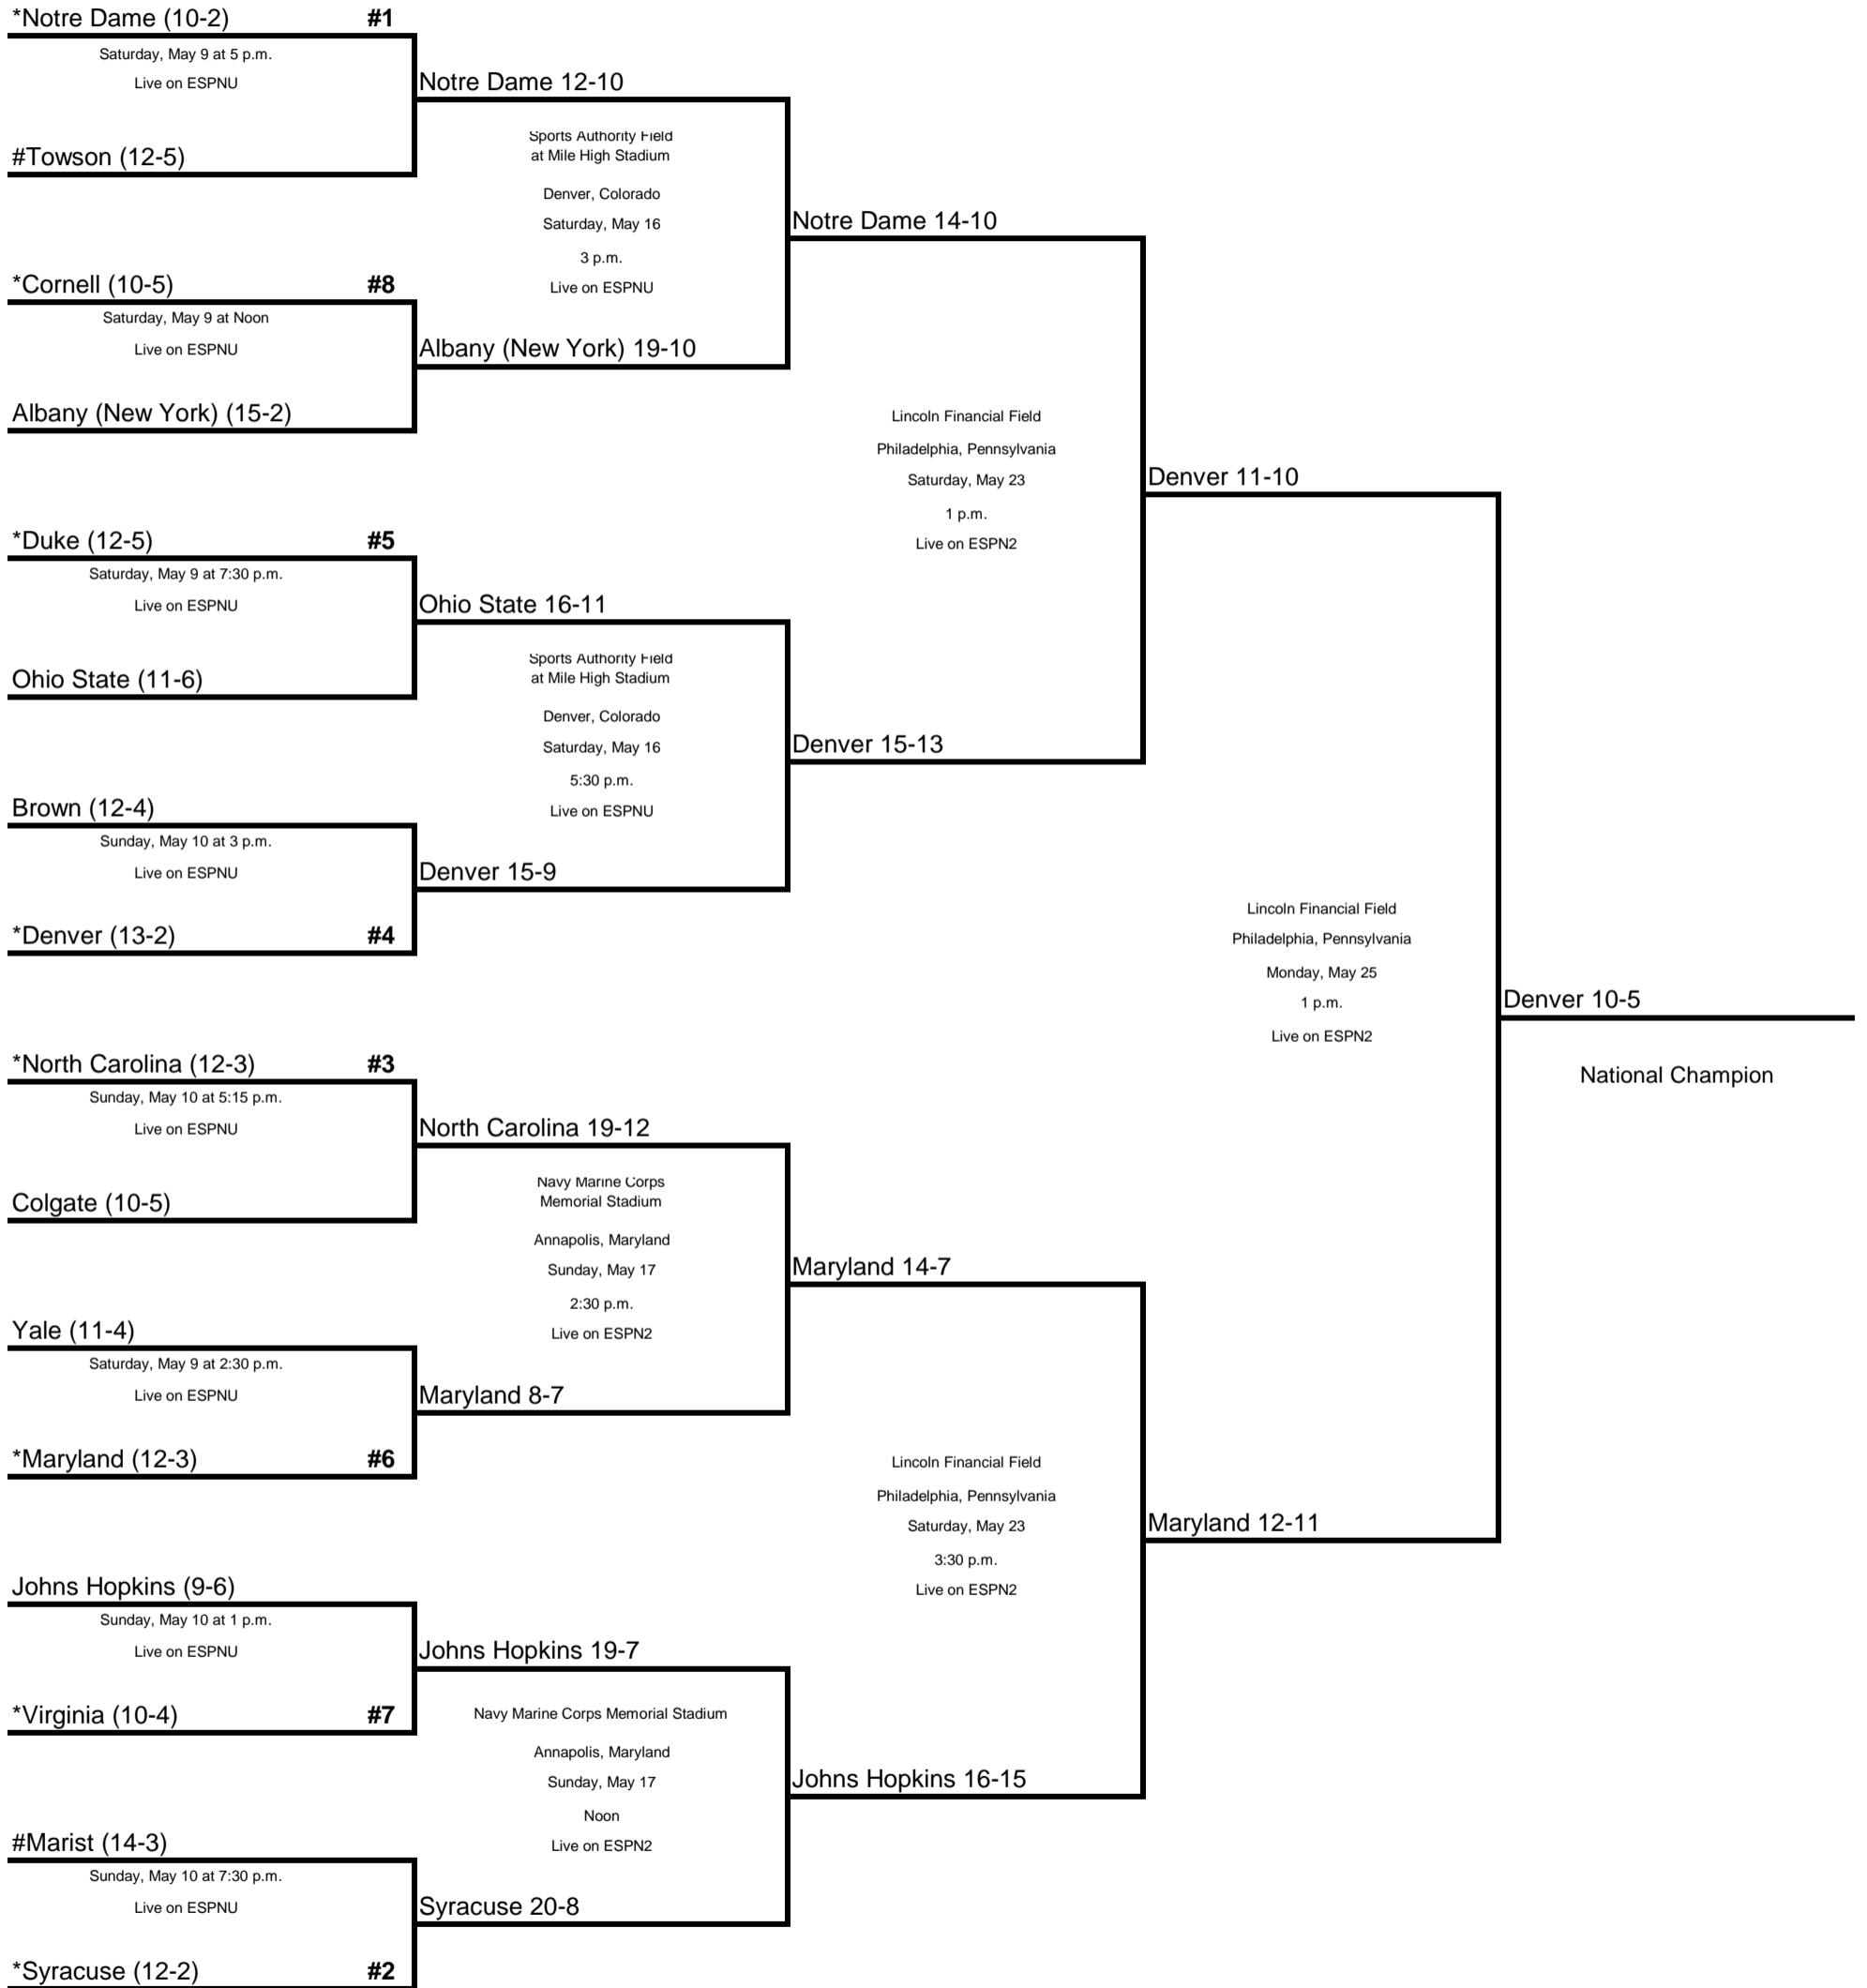 *Notre Dame (10-2) #1
Saturday, May 9 at 5 p.m.
Live on ESPNU
#Towson (12-5)
*Cornell (10-5) #8
Saturday, May 9 at Noon
Live on ESPNU
Albany (New York) (15-2)
*Duke (12-5) #5
Saturday, May 9 at 7:30 p.m.
Live on ESPNU
Ohio State (11-6)
Brown (12-4)
Sunday, May 10 at 3 p.m.
Live on ESPNU
*Denver (13-2) #4
*North Carolina (12-3) #3
Sunday, May 10 at 5:15 p.m.
Live on ESPNU
Colgate (10-5)
Yale (11-4)
Saturday, May 9 at 2:30 p.m.
Live on ESPNU
*Maryland (12-3) #6
Johns Hopkins (9-6)
Sunday, May 10 at 1 p.m.
Live on ESPNU
*Virginia (10-4) #7
#Marist (14-3)
Sunday, May 10 at 7:30 p.m.
Live on ESPNU
*Syracuse (12-2) #2
Notre Dame 12-10
Sports Authority Field
at Mile High Stadium
Denver, Colorado
Saturday, May 16
3 p.m.
Live on ESPNU
Albany (New York) 19-10
Ohio State 16-11
Sports Authority Field
at Mile High Stadium
Denver, Colorado
Saturday, May 16
5:30 p.m.
Live on ESPNU
Denver 15-9
North Carolina 19-12
Navy Marine Corps
Memorial Stadium
Annapolis, Maryland
Sunday, May 17
2:30 p.m.
Live on ESPN2
Maryland 8-7
Johns Hopkins 19-7
Navy Marine Corps Memorial Stadium
Annapolis, Maryland
Sunday, May 17
Noon
Live on ESPN2
Syracuse 20-8
Notre Dame 14-10
Lincoln Financial Field
Philadelphia, Pennsylvania
Saturday, May 23
1 p.m.
Live on ESPN2
Denver 15-13
Maryland 14-7
Lincoln Financial Field
Philadelphia, Pennsylvania
Saturday, May 23
3:30 p.m.
Live on ESPN2
Johns Hopkins 16-15
Denver 11-10
Lincoln Financial Field
Philadelphia, Pennsylvania
Monday, May 25
1 p.m.
Live on ESPN2
Maryland 12-11
Denver 10-5
National Champion